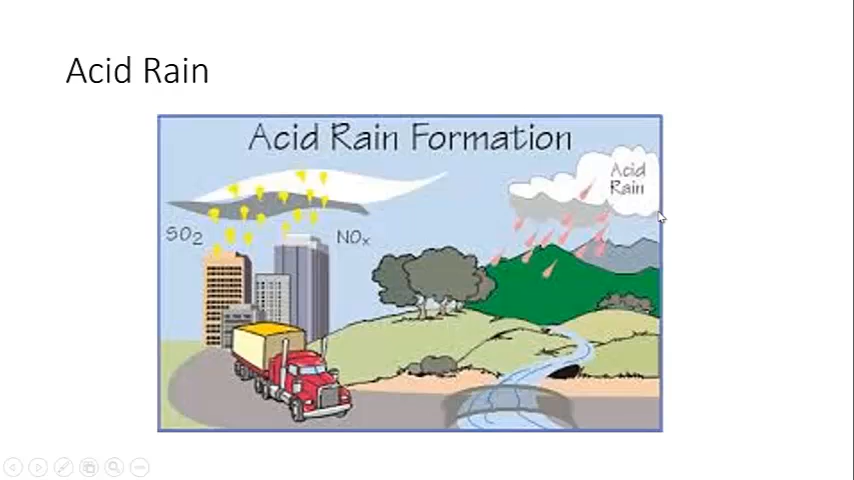 Acid Rain
Acid Rain Formation
Acid
Rain
SO₂
NOₓ